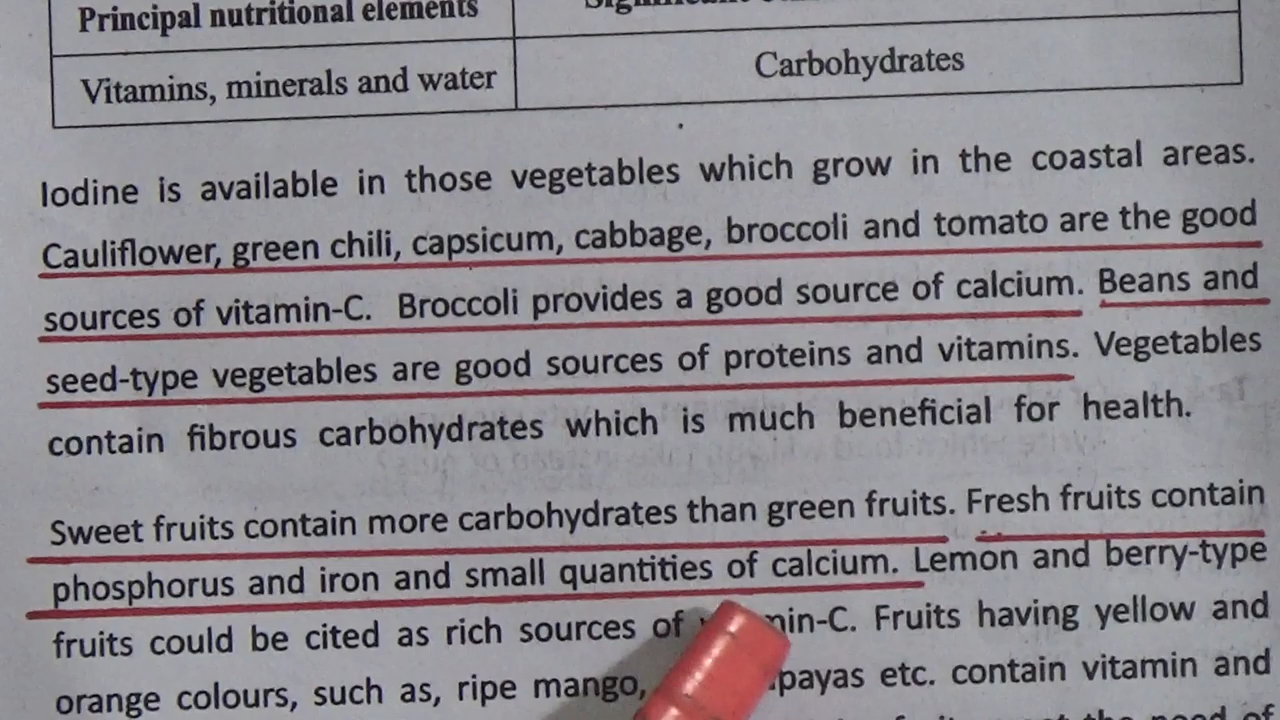 Principal nutritional elements
Vitamins, minerals and water Carbohydrates
Iodine is available in those vegetables which grow in the coastal areas.
Cauliflower, green chili, capsicum, cabbage, broccoli and tomato are the good
sources of vitamin-C. Broccoli provides a good source of calcium. Beans and
seed-type vegetables are good sources of proteins and vitamins. Vegetables
contain fibrous carbohydrates which is much beneficial for health.
Sweet fruits contain more carbohydrates than green fruits. Fresh fruits contain
phosphorus and iron and small quantities of calcium. Lemon and berry-type
fruits could be cited as rich sources of min-C. Fruits having yellow and
orange colours, such as, ripe mango, payas etc. contain vitamin and
the need of